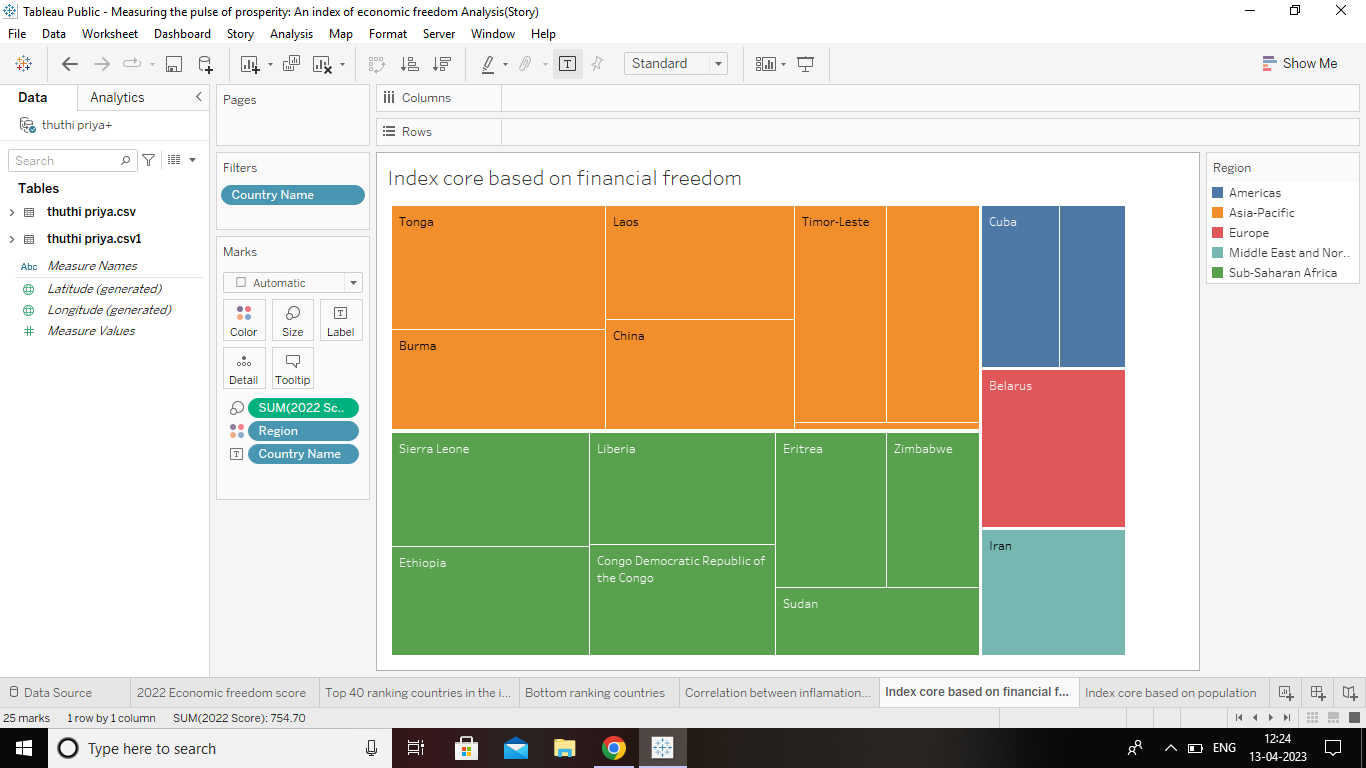 Tableau Public - Measuring the pulse of prosperity: An index of economic freedom Analysis(Story)
File Data Worksheet Dashboard Story Analysis Map Format Server Window Help
Standard
Show Me
Data Analytics
thuthi priya+
Search
Tables
thuthi priya.csv
thuthi priya.csv1
Abc Measure Names
Latitude (generated)
Longitude (generated)
Measure Values
Pages
Filters
Country Name
Marks
Automatic
Color Size Label
Detail Tooltip
SUM(2022 Sc..
Region
Country Name
Columns
Rows
Index core based on financial freedom
Tonga Laos Timor-Leste Cuba
Burma China
Belarus
Sierra Leone Liberia Eritrea Zimbabwe
Ethiopia Congo Democratic Republic of
the Congo
Iran
Sudan
Region
Americas
Asia-Pacific
Europe
Middle East and Nor..
Sub-Saharan Africa
Data Source 2022 Economic freedom score Top 40 ranking countries in the i... Bottom ranking countries Correlation between inflamation... Index core based on financial f... Index core based on population
25 marks 1 row by 1 column SUM(2022 Score): 754.70
Type here to search
ENG
12:24
13-04-2023